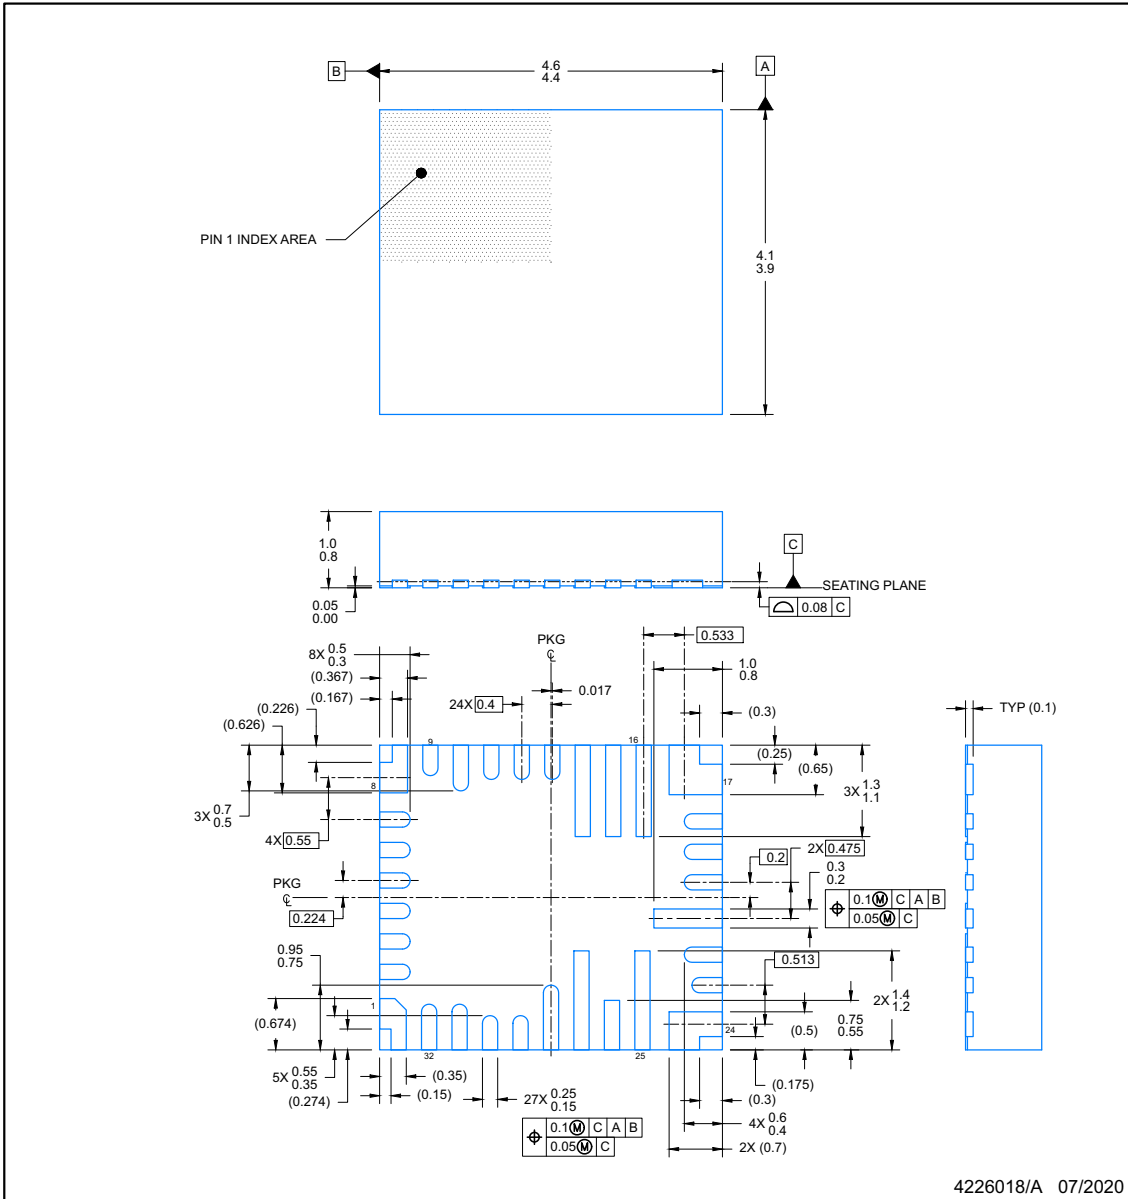 B
4.6
4.4
A
PIN 1 INDEX AREA
4.1
3.9
1.0
0.8
C
SEATING PLANE
0.05
0.00
0.08 C
PKG
℄
0.533
8X 0.5
0.3
(0.367)
(0.167)
1.0
0.8
0.017
24X 0.4
(0.3)
TYP (0.1)
(0.226)
(0.626)
9
16
(0.25)
(0.65)
8
17
3X 0.7
0.5
3X 1.3
1.1
4X 0.55
2X 0.475
0.2
0.3
0.2
PKG
℄
0.224
⌖ 0.1Ⓜ C A B
0.05Ⓜ C
0.95
0.75
0.513
1
(0.674)
2X 1.4
1.2
0.75
0.55
(0.5)
24
32
25
5X 0.55
0.35
(0.35)
(0.175)
(0.274)
(0.15)
27X 0.25
0.15
(0.3)
⌖ 0.1Ⓜ C A B
0.05Ⓜ C
4X 0.6
0.4
2X (0.7)
4226018/A 07/2020